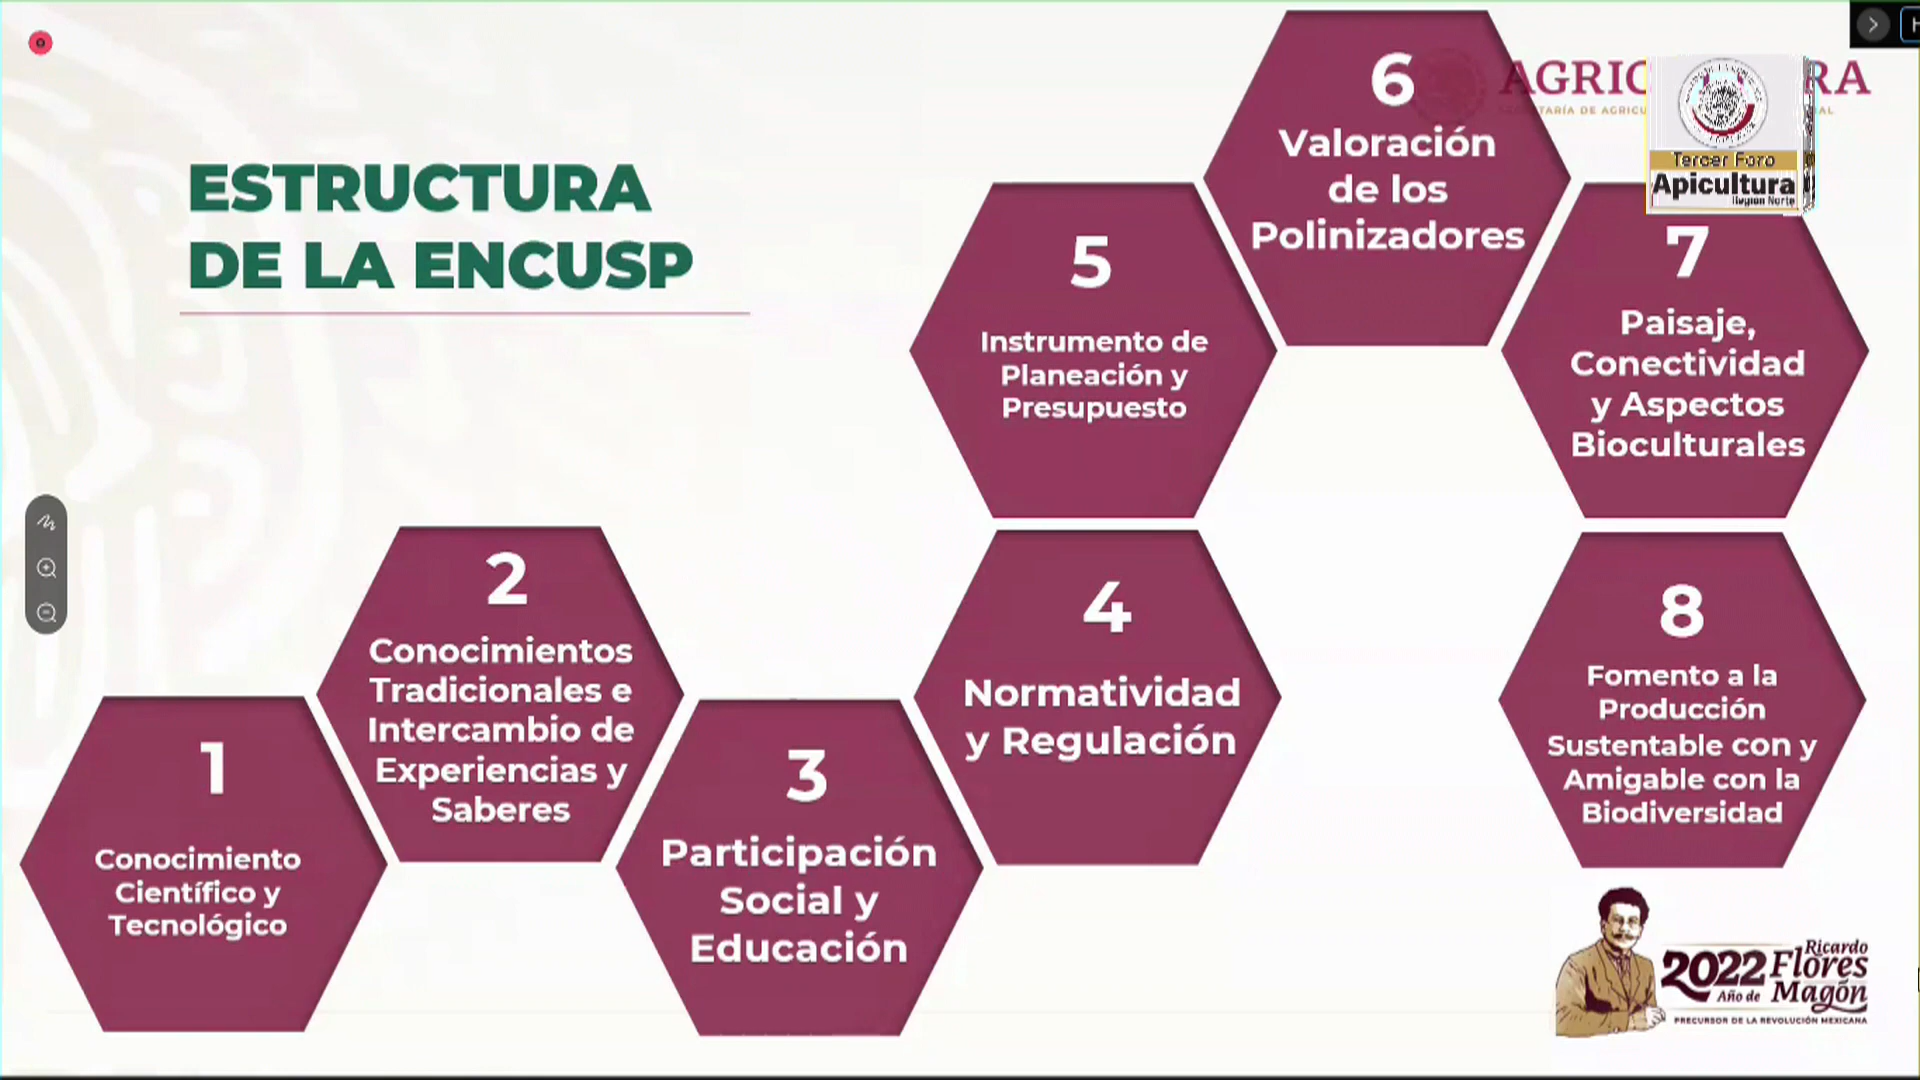 ESTRUCTURA
DE LA ENCUSP
1
Conocimiento
Científico y
Tecnológico
2
Conocimientos
Tradicionales e
Intercambio de
Experiencias y
Saberes
3
Participación
Social y
Educación
4
Normatividad
y Regulación
5
Instrumento de
Planeación y
Presupuesto
6
Valoración
de los
Polinizadores
7
Paisaje,
Conectividad
y Aspectos
Bioculturales
8
Fomento a la
Producción
Sustentable con y
Amigable con la
Biodiversidad
Tercer Foro
Apicultura
Región Norte
2022 Ricardo
Flores
Año de Magón
PRECURSOR DE LA REVOLUCIÓN MEXICANA